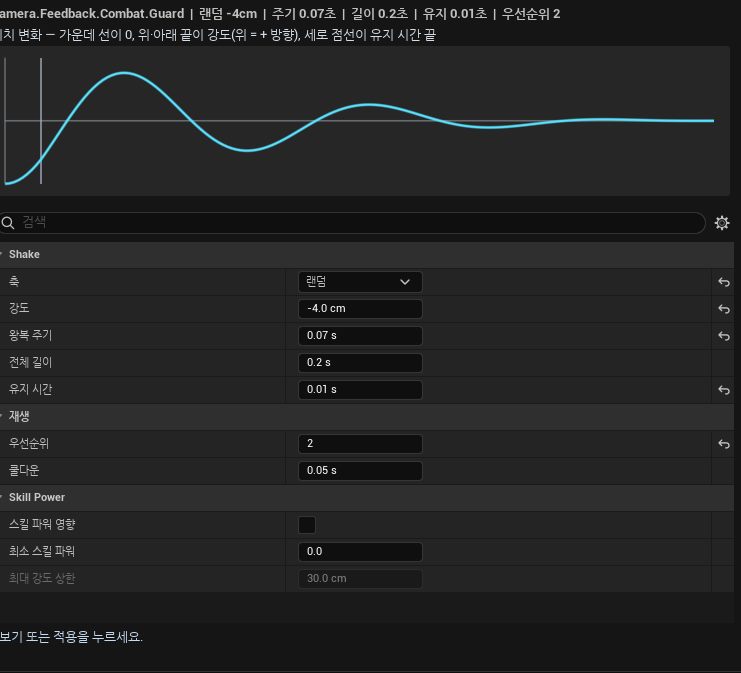 amera.Feedback.Combat.Guard | 랜덤 -4cm | 주기 0.07초 | 길이 0.2초 | 유지 0.01초 | 우선순위 2
치 변화 — 가운데 선이 0, 위·아래 끝이 강도(위 = + 방향), 세로 점선이 유지 시간 끝
검색
Shake
축 랜덤
강도 -4.0 cm
왕복 주기 0.07 s
전체 길이 0.2 s
유지 시간 0.01 s
재생
우선순위 2
쿨다운 0.05 s
Skill Power
스킬 파워 영향
최소 스킬 파워 0.0
최대 강도 상한 30.0 cm
보기 또는 적용을 누르세요.